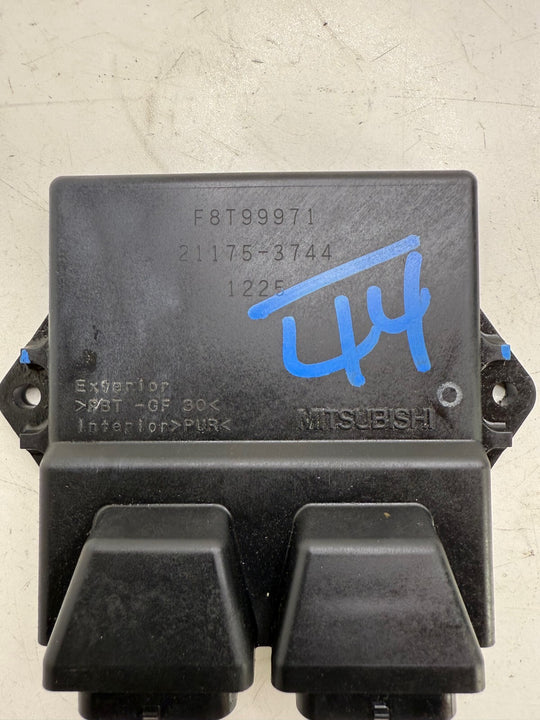 F8T99971
21175-3744
1225
44
Exterior
>PBT -GF 30<
Interior>PUR<
MITSUBISHI